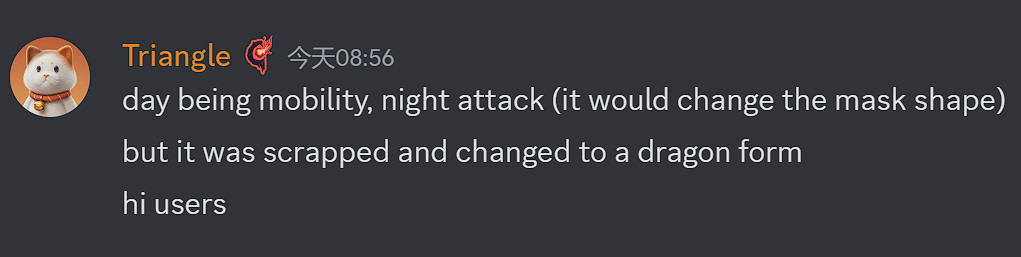 Triangle 今天08:56
day being mobility, night attack (it would change the mask shape)
but it was scrapped and changed to a dragon form
hi users